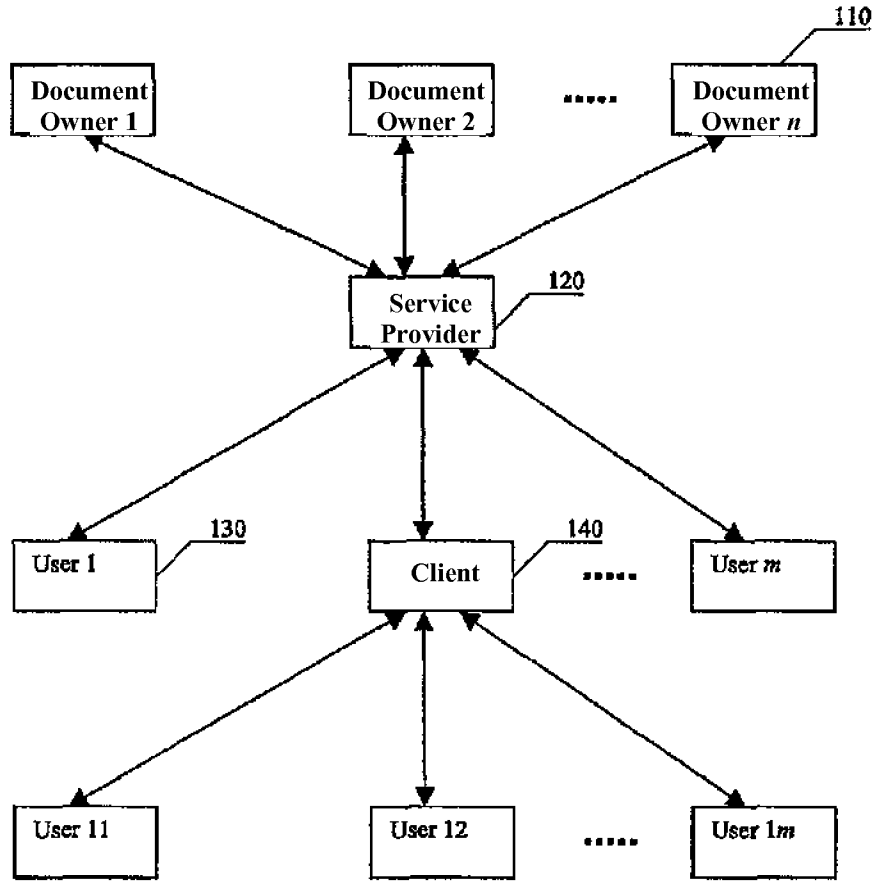 110
Document
Owner 1
Document
Owner 2
Document
Owner n
120
Service
Provider
130
140
User 1
Client
User m
User 11
User 12
User 1m